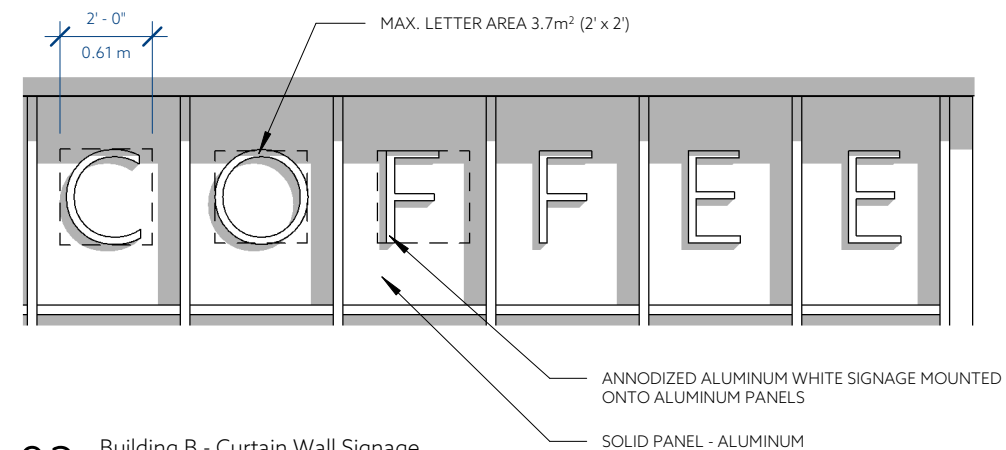 2' - 0"
0.61 m
MAX. LETTER AREA 3.7m² (2' x 2')
COFFEE
ANNODIZED ALUMINUM WHITE SIGNAGE MOUNTED
ONTO ALUMINUM PANELS
SOLID PANEL - ALUMINUM
Building B - Curtain Wall Signage